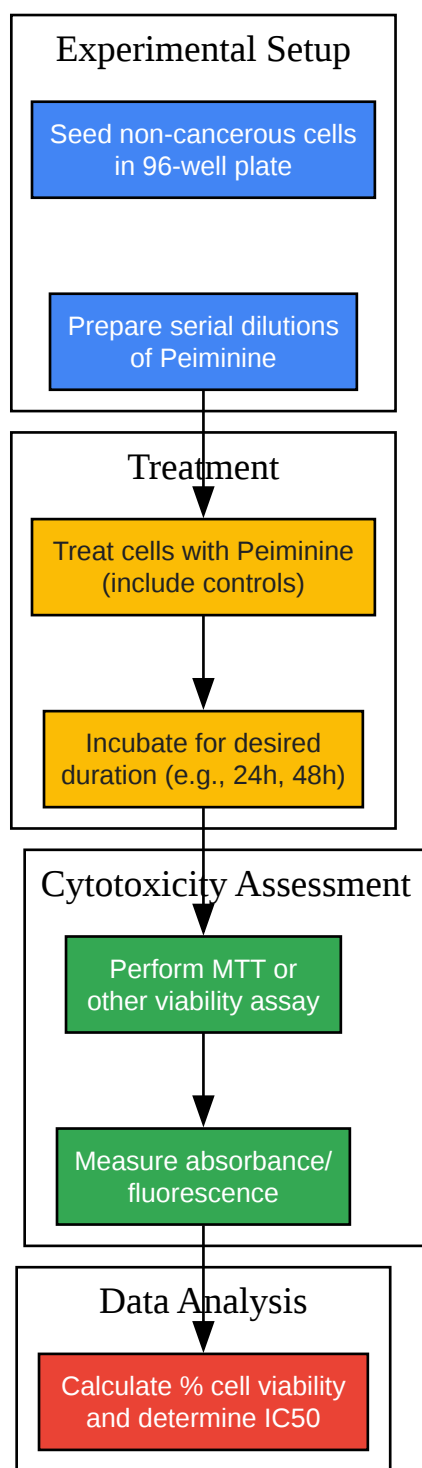 Experimental Setup
Seed non-cancerous cells
in 96-well plate
Prepare serial dilutions
of Peiminine
Treatment
Treat cells with Peiminine
(include controls)
Incubate for desired
duration (e.g., 24h, 48h)
Cytotoxicity Assessment
Perform MTT or
other viability assay
Measure absorbance/
fluorescence
Data Analysis
Calculate % cell viability
and determine IC50